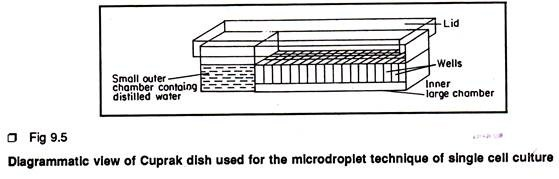 Lid
Wells
Small outer
chamber containg
distilled water
Inner
large chamber
Fig 9.5
Diagrammatic view of Cuprak dish used for the microdroplet technique of single cell culture